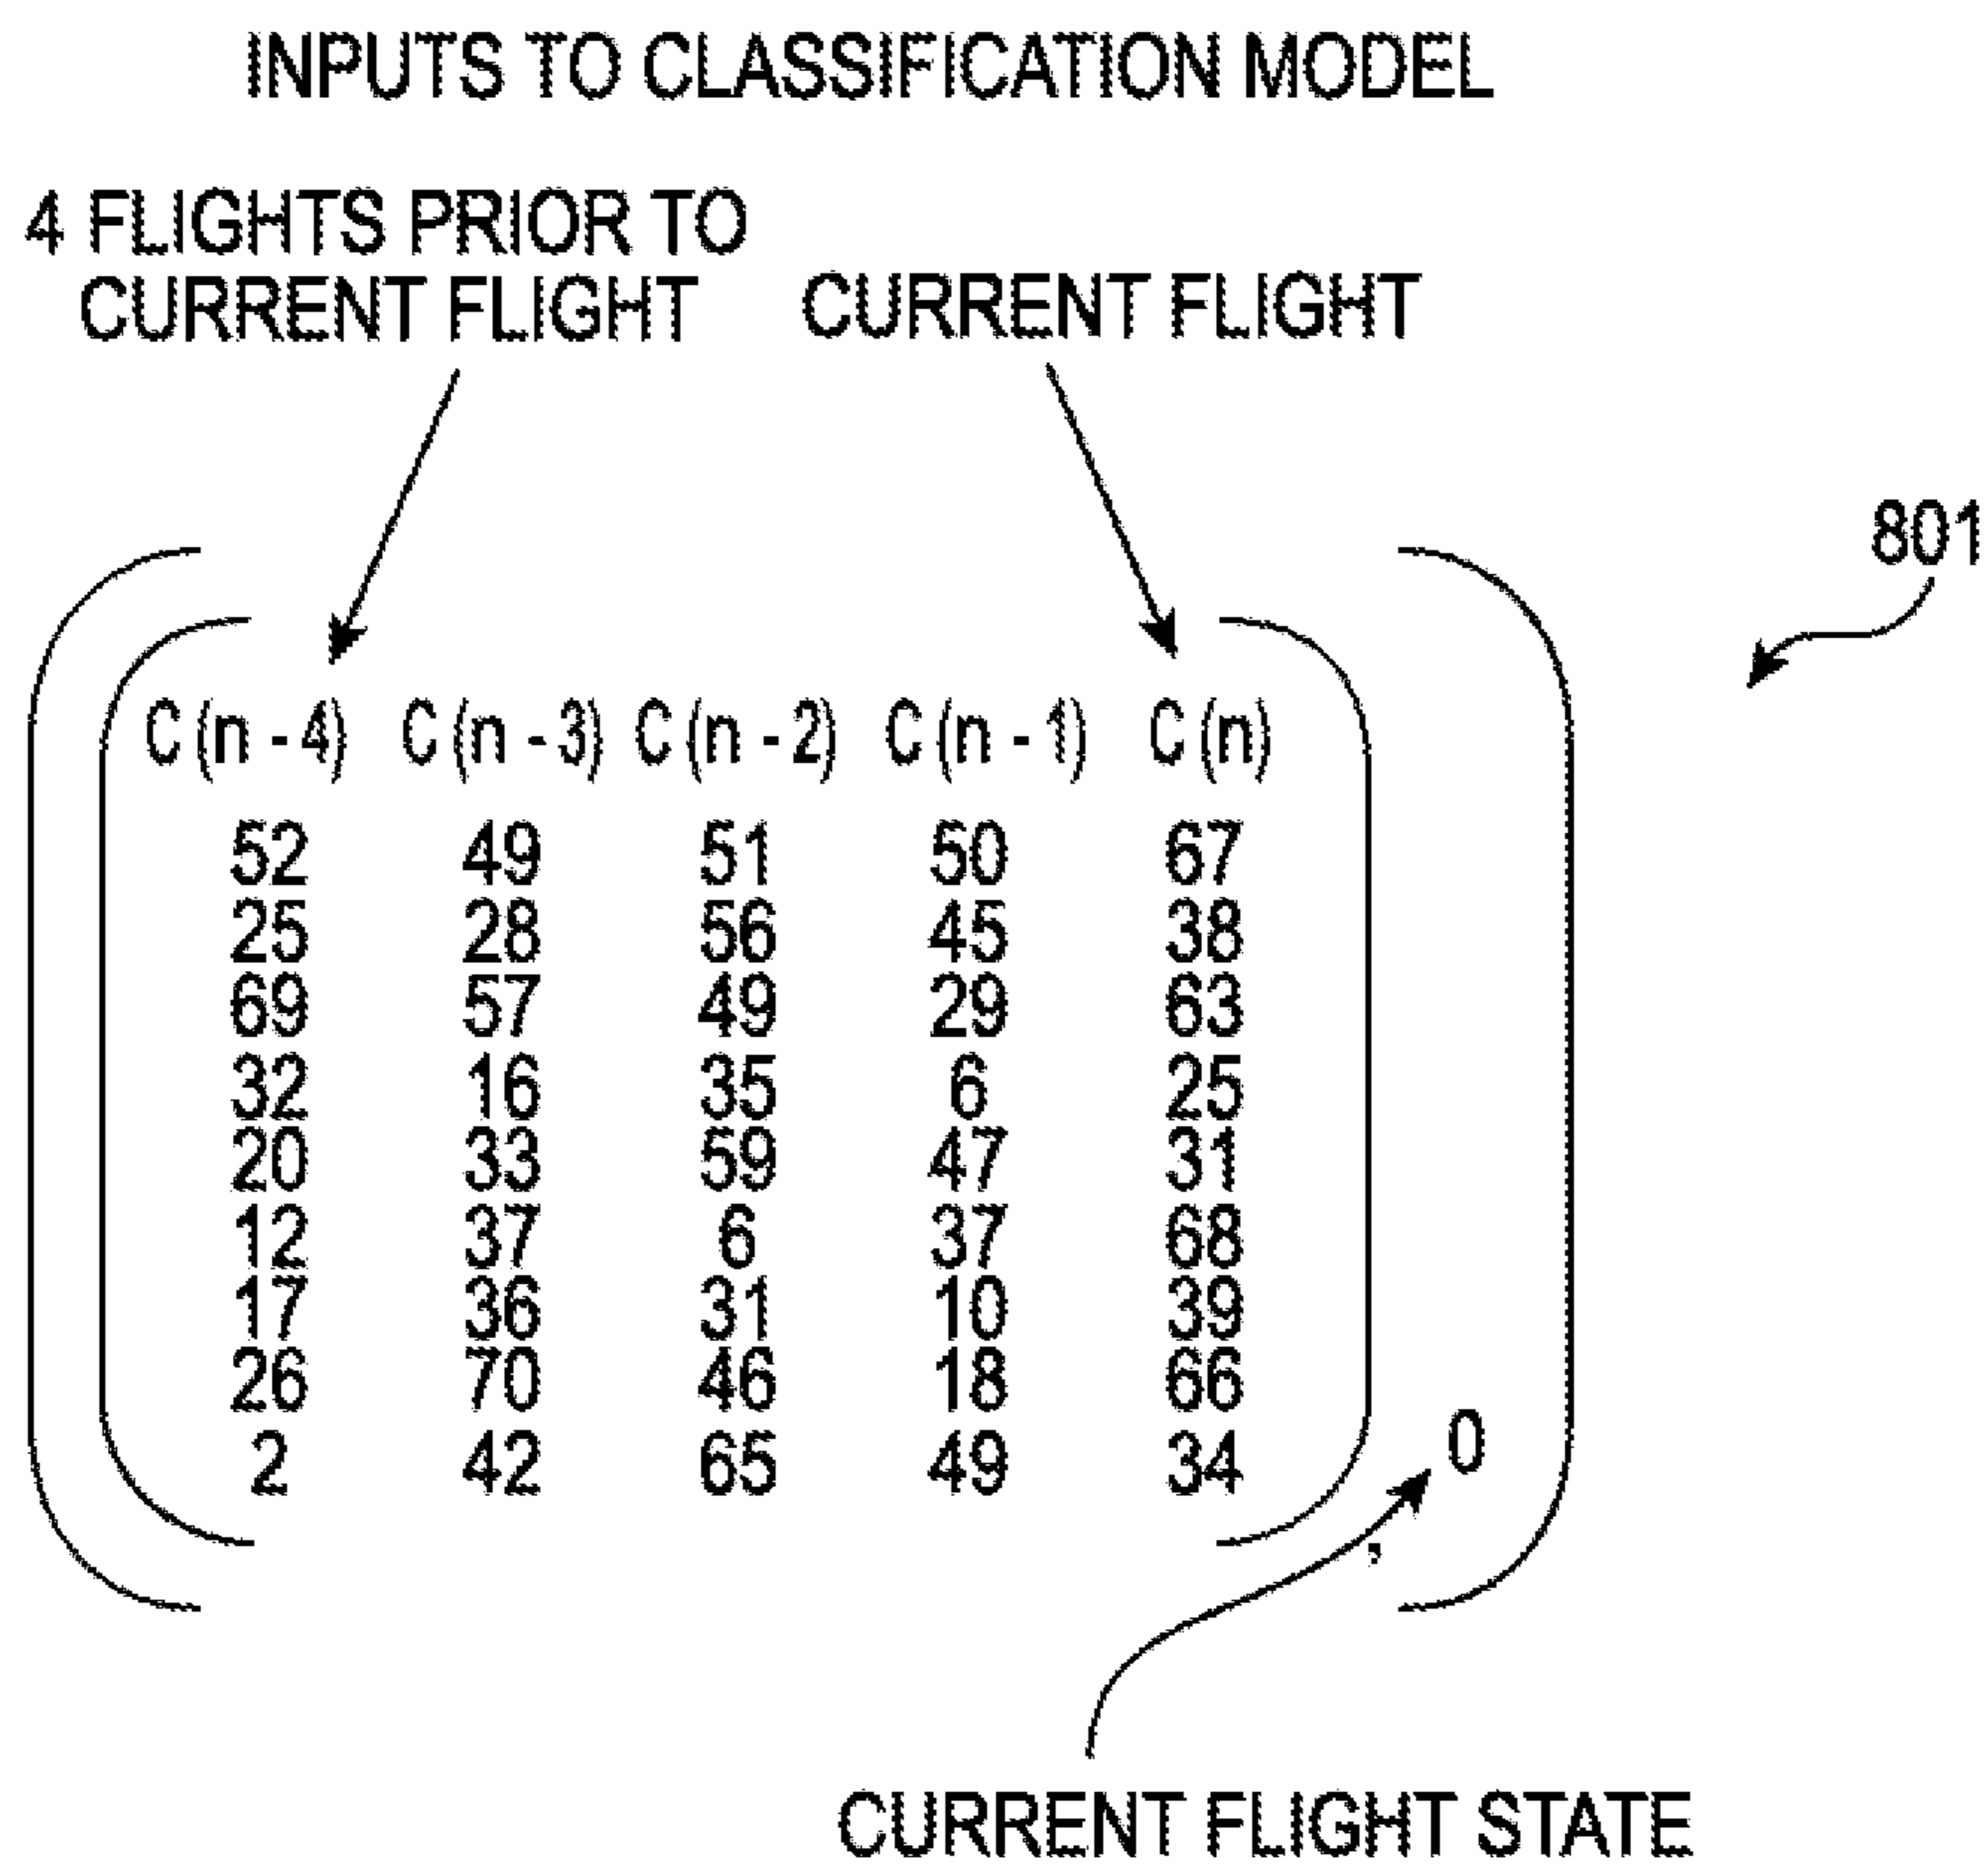 INPUTS TO CLASSIFICATION MODEL
4 FLIGHTS PRIOR TO
CURRENT FLIGHT
CURRENT FLIGHT
801
C(n-4) C(n-3) C(n-2) C(n-1) C(n)
52 49 51 50 67
25 28 56 45 38
69 57 49 29 63
32 16 35 6 25
20 33 59 47 31
12 37 6 37 68
17 36 31 10 39
26 70 46 18 66
2 42 65 49 34 , 0
CURRENT FLIGHT STATE